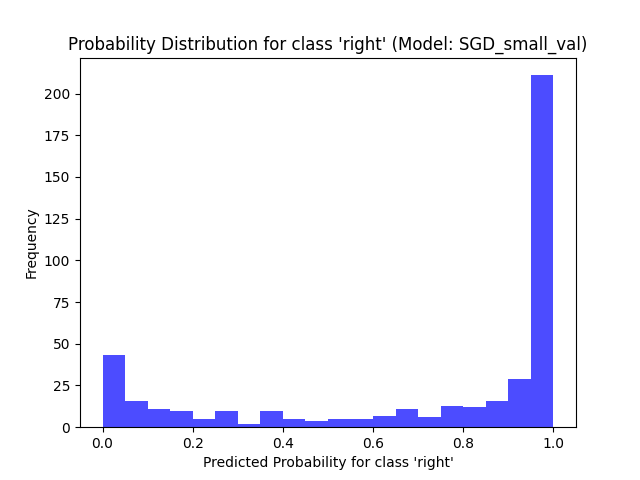 Probability Distribution for class 'right' (Model: SGD_small_val)
200
175
150
125
100
75
50
25
0
Frequency
0.0 0.2 0.4 0.6 0.8 1.0
Predicted Probability for class 'right'